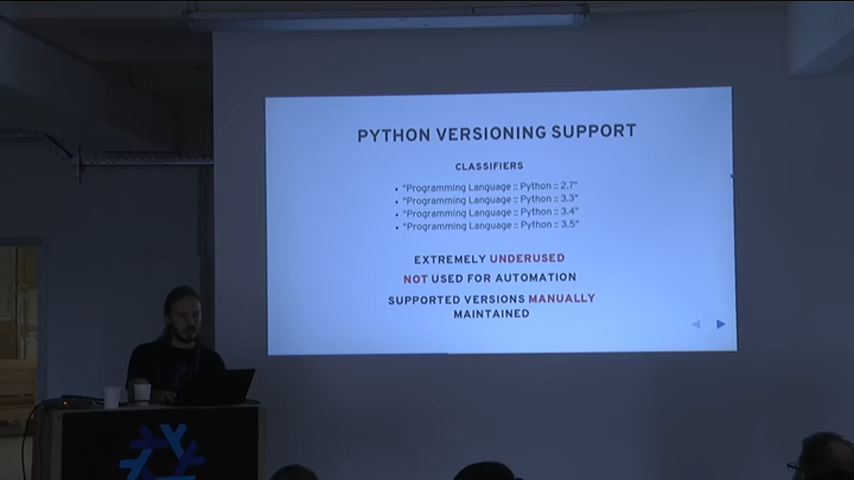 PYTHON VERSIONING SUPPORT
CLASSIFIERS
• "Programming Language :: Python :: 2.7"
• "Programming Language :: Python :: 3.3"
• "Programming Language :: Python :: 3.4"
• "Programming Language :: Python :: 3.5"
EXTREMELY UNDERUSED
NOT USED FOR AUTOMATION
SUPPORTED VERSIONS MANUALLY
MAINTAINED